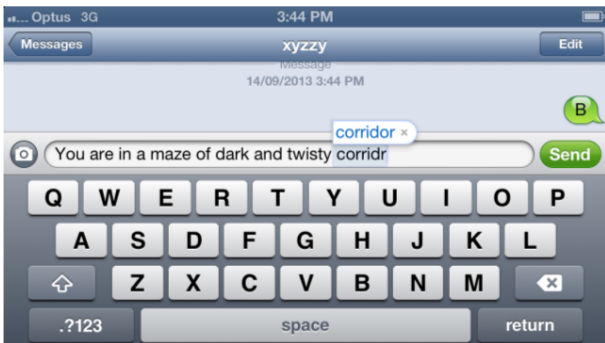 ... Optus 3G 3:44 PM
Messages xyzzy Edit
Message
14/09/2013 3:44 PM
B
corridor ×
You are in a maze of dark and twisty corridr Send
Q W E R T Y U I O P
A S D F G H J K L
Z X C V B N M
.?123 space return